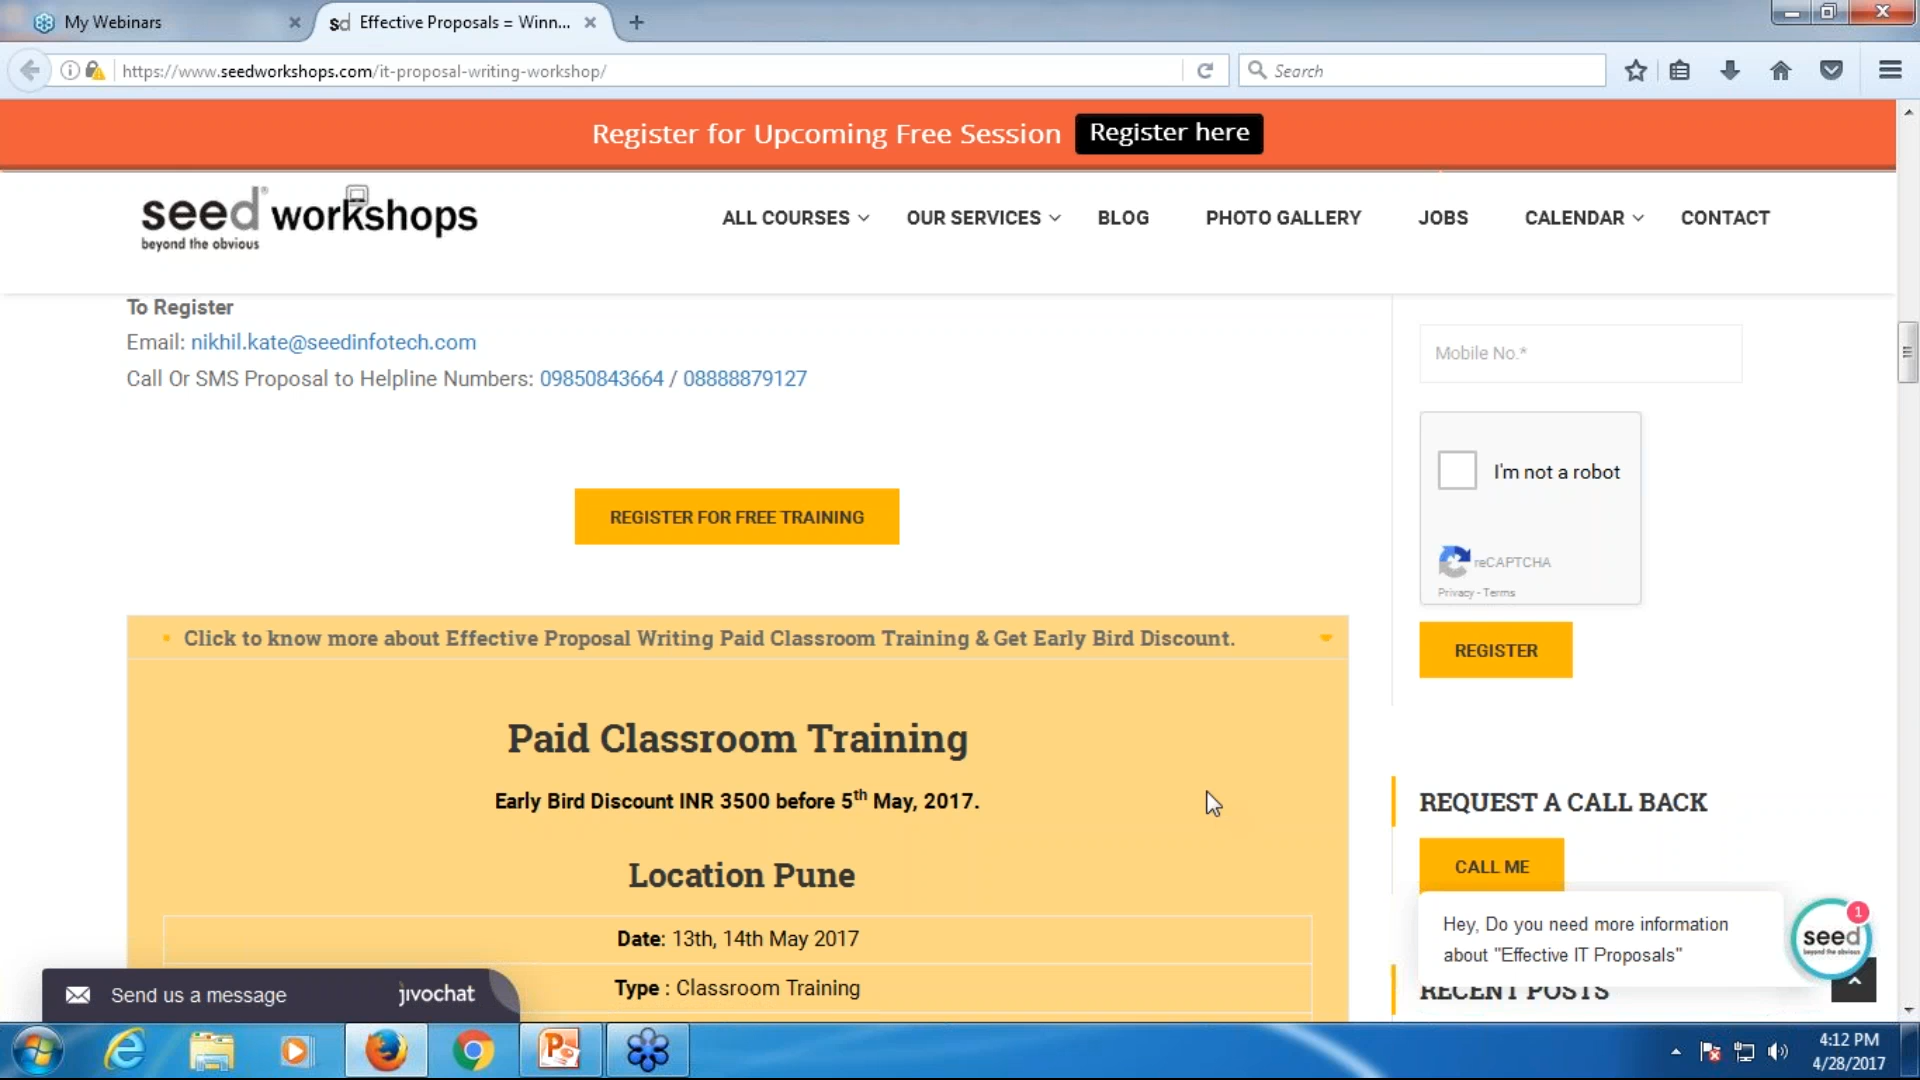 My Webinars
sd Effective Proposals = Winn...
https://www.seedworkshops.com/it-proposal-writing-workshop/
Search
Register for Upcoming Free Session Register here
seed® workshops
beyond the obvious
ALL COURSES OUR SERVICES BLOG PHOTO GALLERY JOBS CALENDAR CONTACT
To Register
Email: nikhil.kate@seedinfotech.com
Call Or SMS Proposal to Helpline Numbers: 09850843664 / 08888879127
REGISTER FOR FREE TRAINING
Click to know more about Effective Proposal Writing Paid Classroom Training & Get Early Bird Discount.
Paid Classroom Training
Early Bird Discount INR 3500 before 5th May, 2017.
Location Pune
Date: 13th, 14th May 2017
Type : Classroom Training
Mobile No.*
I'm not a robot
reCAPTCHA
Privacy - Terms
REGISTER
REQUEST A CALL BACK
CALL ME
Hey, Do you need more information
about "Effective IT Proposals"
1
seed
beyond the obvious
RECENT POSTS
Send us a message jivochat
4:12 PM
4/28/2017